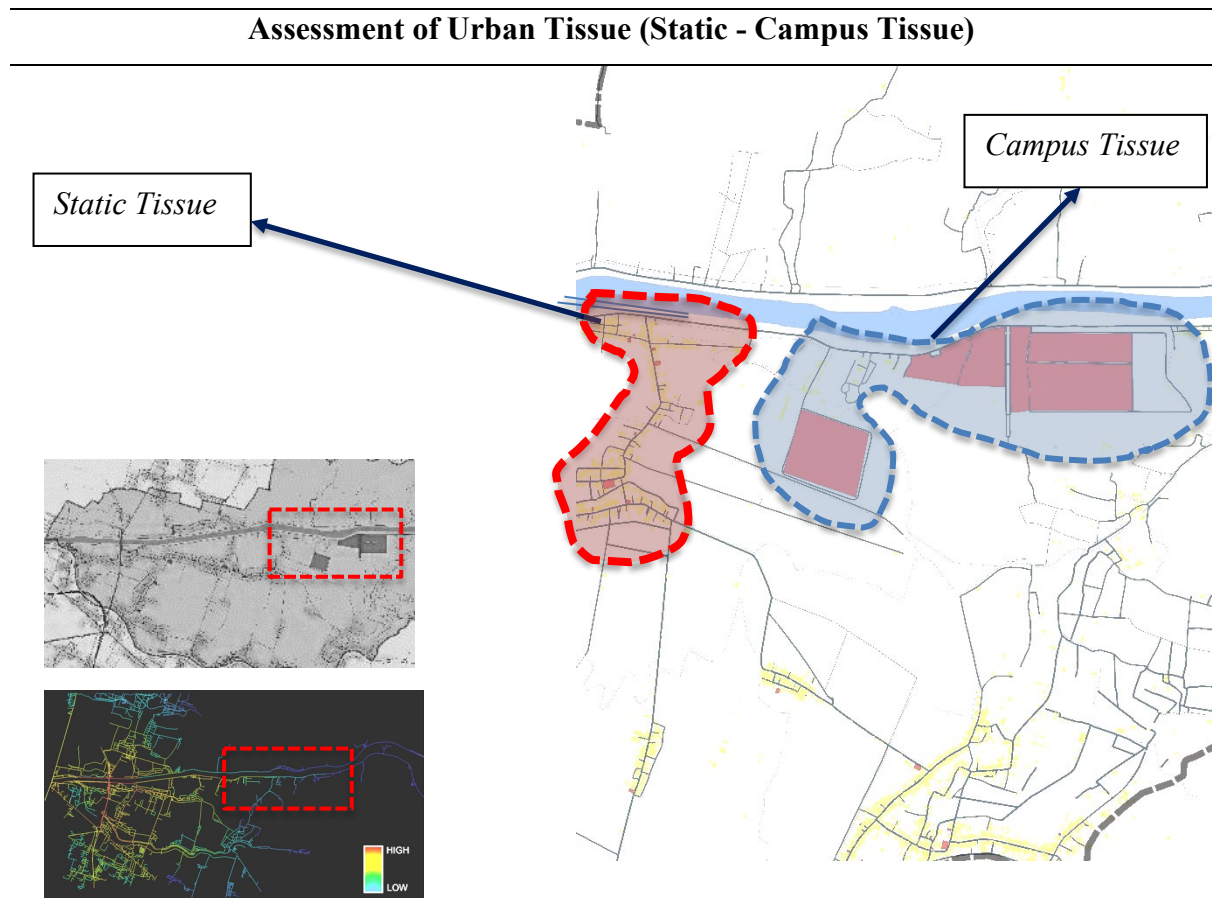 Assessment of Urban Tissue (Static - Campus Tissue)
Campus Tissue
Static Tissue
HIGH
LOW